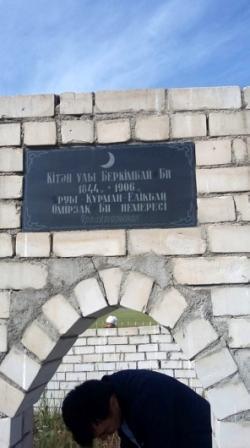 Кітән ұлы Беркімбай Би
1844. - 1906.
руы Құрман-Елікбай
Өмірзақ Би немересі